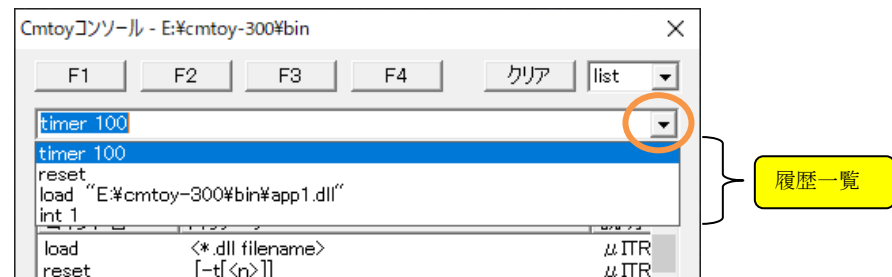 Cmtoyコンソール - E:¥cmtoy-300¥bin
F1 F2 F3 F4 クリア list
timer 100
timer 100
reset
load "E:¥cmtoy-300¥bin¥app1.dll"
int 1
履歴一覧
load <*.dll filename> μITR
reset [-t[<n>]] μITR